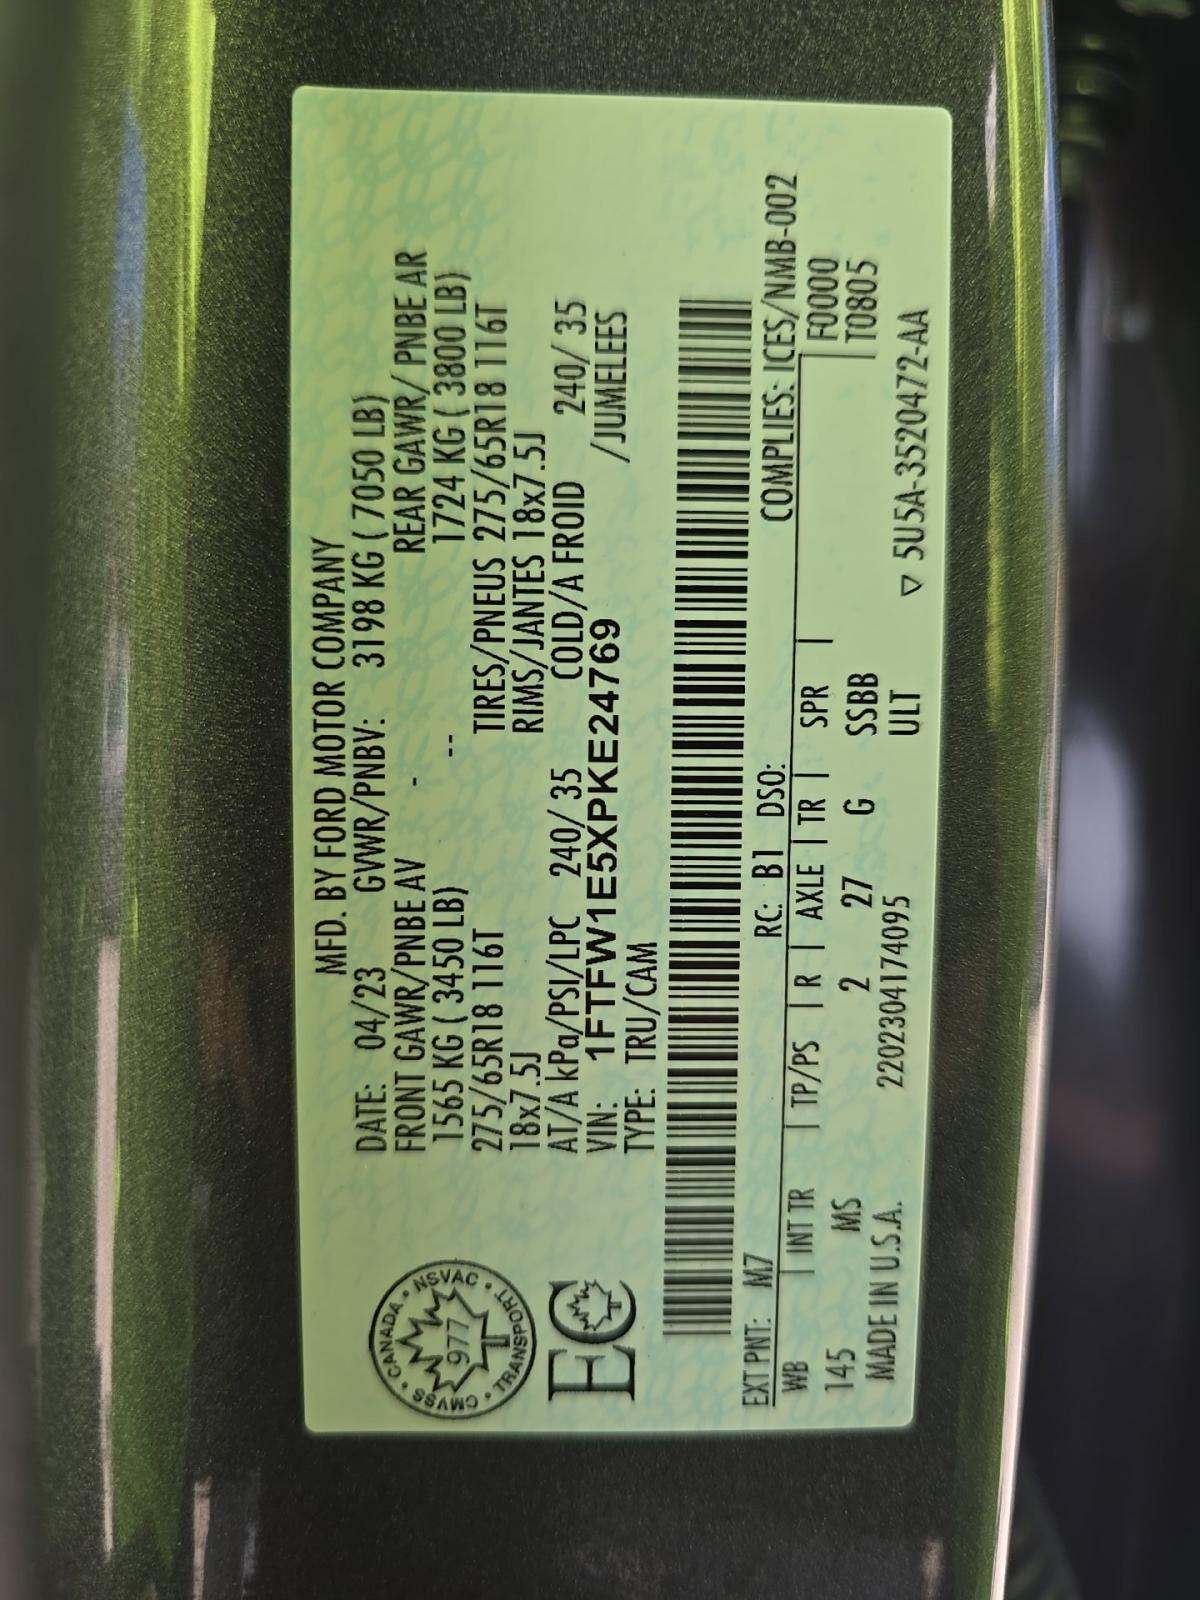 MFD. BY FORD MOTOR COMPANY
DATE: 04/23 GVWR/PNBV: 3198 KG ( 7050 LB)
FRONT GAWR/PNBE AV - REAR GAWR/ PNBE AR
1565 KG ( 3450 LB) -- 1724 KG ( 3800 LB)
275/65R18 116T TIRES/PNEUS 275/65R18 116T
18x7.5J RIMS/JANTES 18x7.5J
AT/A kPa/PSI/LPC 240/ 35 COLD/A FROID 240/ 35
VIN: 1FTFW1E5XPKE24769 /JUMELEES
TYPE: TRU/CAM
CANADA • NSVAC • TRANSPORT • CMVSS •
977
EC
EXT PNT: M7 RC: B1 DSO: COMPLIES: ICES/NMB-002
WB | INT TR | TP/PS | R | AXLE | TR | SPR | F0000
145 MS 2 27 G SSBB T0805
MADE IN U.S.A. 220230417409​5 ULT ▽ 5U5A-3520472-AA